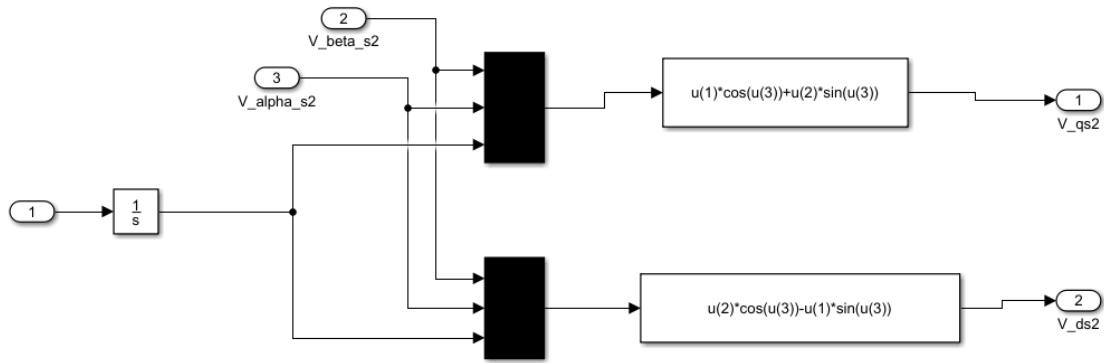 2
V_beta_s2
3
V_alpha_s2
u(1)*cos(u(3))+u(2)*sin(u(3))
1
V_qs2
1
1
s
u(2)*cos(u(3))-u(1)*sin(u(3))
2
V_ds2